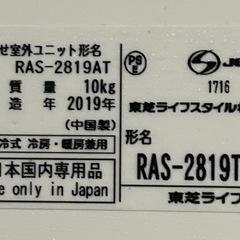 せ室外ユニット形名
RAS-2819AT
質 量 10kg
造 年 2019年
(中国製)
冷式 冷房・暖房兼用
日本国内専用品
e only in Japan
PS
E
1716
東芝ライフスタイル
形名
RAS-2819T
東芝ライフ